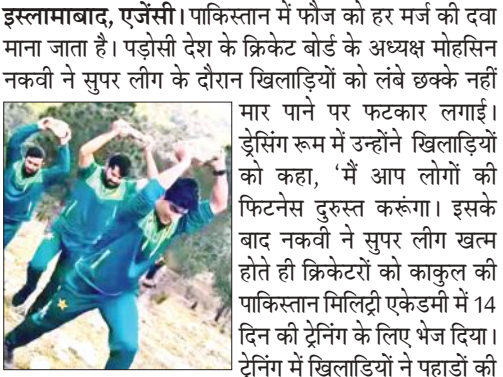 इस्लामाबाद, एजेंसी। पाकिस्तान में फौज को हर मर्ज की दवा
माना जाता है। पड़ोसी देश के क्रिकेट बोर्ड के अध्यक्ष मोहसिन
नकवी ने सुपर लीग के दौरान खिलाड़ियों को लंबे छक्के नहीं
मार पाने पर फटकार लगाई।
ड्रेसिंग रूम में उन्होंने खिलाड़ियों
को कहा, ‘मैं आप लोगों की
फिटनेस दुरुस्त करूंगा। इसके
बाद नकवी ने सुपर लीग खत्म
होते ही क्रिकेटरों को काकुल की
पाकिस्तान मिलिट्री एकेडमी में 14
दिन की ट्रेनिंग के लिए भेज दिया।
ट्रेनिंग में खिलाड़ियों ने पहाड़ों की